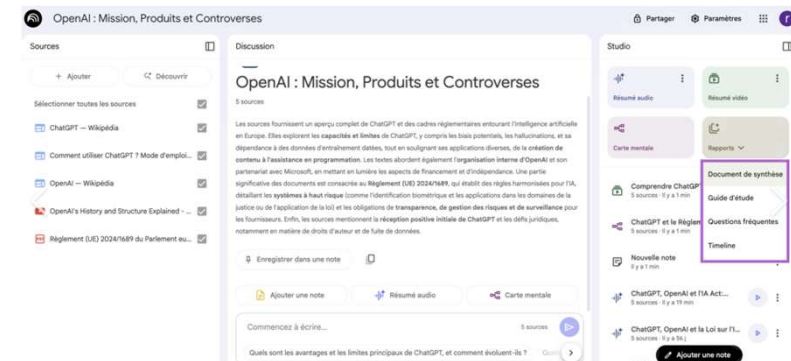 OpenAI : Mission, Produits et Controverses
Partager
Paramètres
Sources
+ Ajouter
Découvrir
Sélectionner toutes les sources
ChatGPT — Wikipédia
Comment utiliser ChatGPT ? Mode d'emploi...
OpenAI — Wikipédia
OpenAI's History and Structure Explained - ...
Règlement (UE) 2024/1689 du Parlement eu...
Discussion
OpenAI : Mission, Produits et Controverses
5 sources
Les sources fournissent un aperçu complet de ChatGPT et des cadres réglementaires entourant l'intelligence artificielle
en Europe. Elles explorent les capacités et limites de ChatGPT, y compris les biais potentiels, les hallucinations, et sa
dépendance à des données d'entraînement datées, tout en soulignant ses applications diverses, de la création de
contenu à l'assistance en programmation. Les textes abordent également l'organisation interne d'OpenAI et son
partenariat avec Microsoft, en mettant en lumière les aspects de financement et d'indépendance. Une partie
significative des documents est consacrée au Règlement (UE) 2024/1689, qui établit des règles harmonisées pour l'IA,
détaillant les systèmes à haut risque (comme l'identification biométrique et les applications dans les domaines de la
justice ou de l'application de la loi) et les obligations de transparence, de gestion des risques et de surveillance pour
les fournisseurs. Enfin, les sources mentionnent la réception positive initiale de ChatGPT et les défis juridiques,
notamment en matière de droits d'auteur et de fuite de données.
Enregistrer dans une note
Ajouter une note
Résumé audio
Carte mentale
Commencez à écrire...
5 sources
Quels sont les avantages et les limites principaux de ChatGPT, et comment évoluent-ils ?
Studio
Résumé audio
Résumé vidéo
Carte mentale
Rapports
Document de synthèse
Guide d'étude
Questions fréquentes
Timeline
Comprendre ChatGP
5 sources · Il y a 1 min
ChatGPT et le Règlem
5 sources · Il y a 1 min
Nouvelle note
Il y a 1 min
ChatGPT, OpenAI et l'IA Act:...
5 sources · Il y a 19 min
ChatGPT, OpenAI et la Loi sur l'I...
5 sources · Il y a 56 j
Ajouter une note